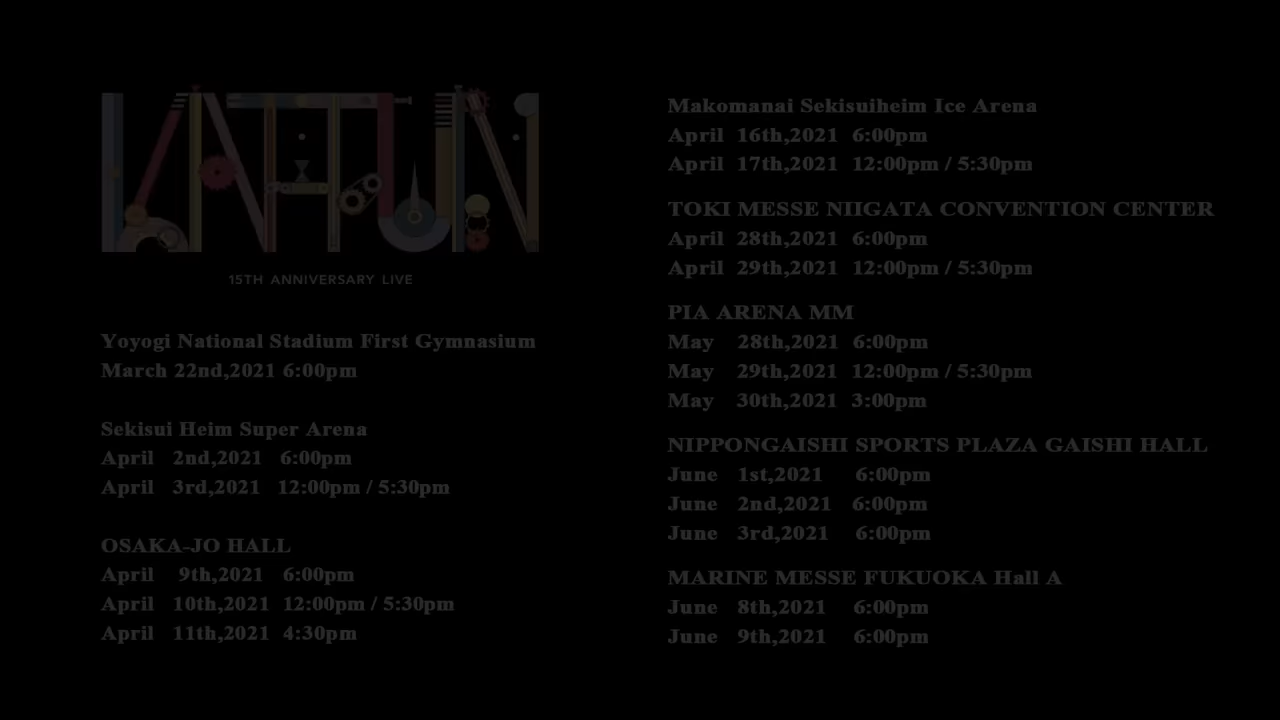 KAT-TUN
15TH ANNIVERSARY LIVE
Yoyogi National Stadium First Gymnasium
March 22nd,2021 6:00pm
Sekisui Heim Super Arena
April 2nd,2021 6:00pm
April 3rd,2021 12:00pm / 5:30pm
OSAKA-JO HALL
April 9th,2021 6:00pm
April 10th,2021 12:00pm / 5:30pm
April 11th,2021 4:30pm
Makomanai Sekisuiheim Ice Arena
April 16th,2021 6:00pm
April 17th,2021 12:00pm / 5:30pm
TOKI MESSE NIIGATA CONVENTION CENTER
April 28th,2021 6:00pm
April 29th,2021 12:00pm / 5:30pm
PIA ARENA MM
May 28th,2021 6:00pm
May 29th,2021 12:00pm / 5:30pm
May 30th,2021 3:00pm
NIPPONGAISHI SPORTS PLAZA GAISHI HALL
June 1st,2021 6:00pm
June 2nd,2021 6:00pm
June 3rd,2021 6:00pm
MARINE MESSE FUKUOKA Hall A
June 8th,2021 6:00pm
June 9th,2021 6:00pm